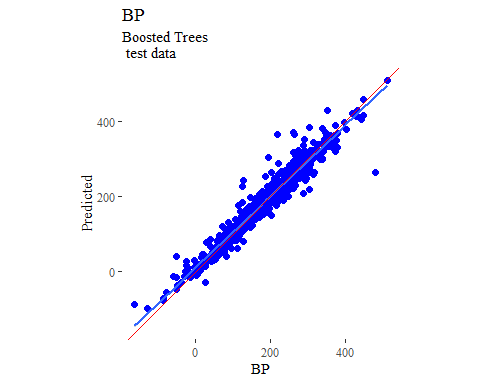 BP
Boosted Trees
test data
400
200
0
Predicted
0
200
400
BP